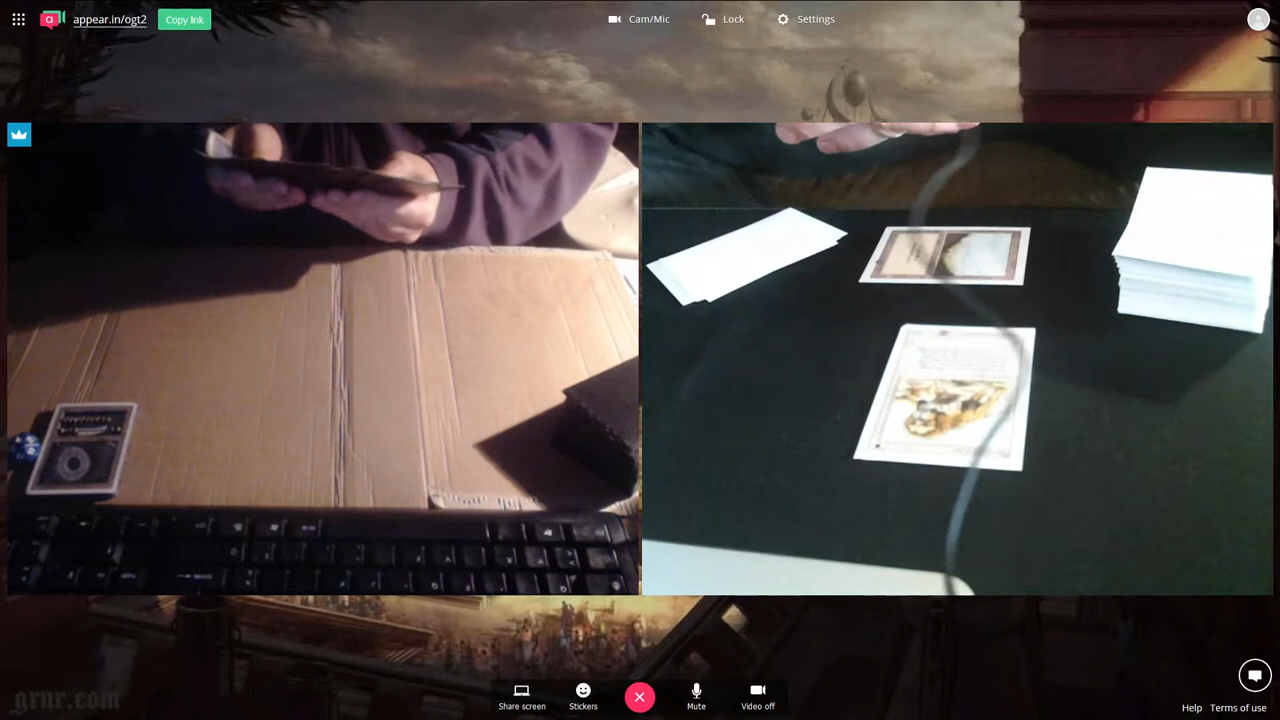 appear.in/ogt2
Copy link
Cam/Mic
Lock
Settings
grnr.com
Share screen
Stickers
Mute
Video off
Help
Terms of use